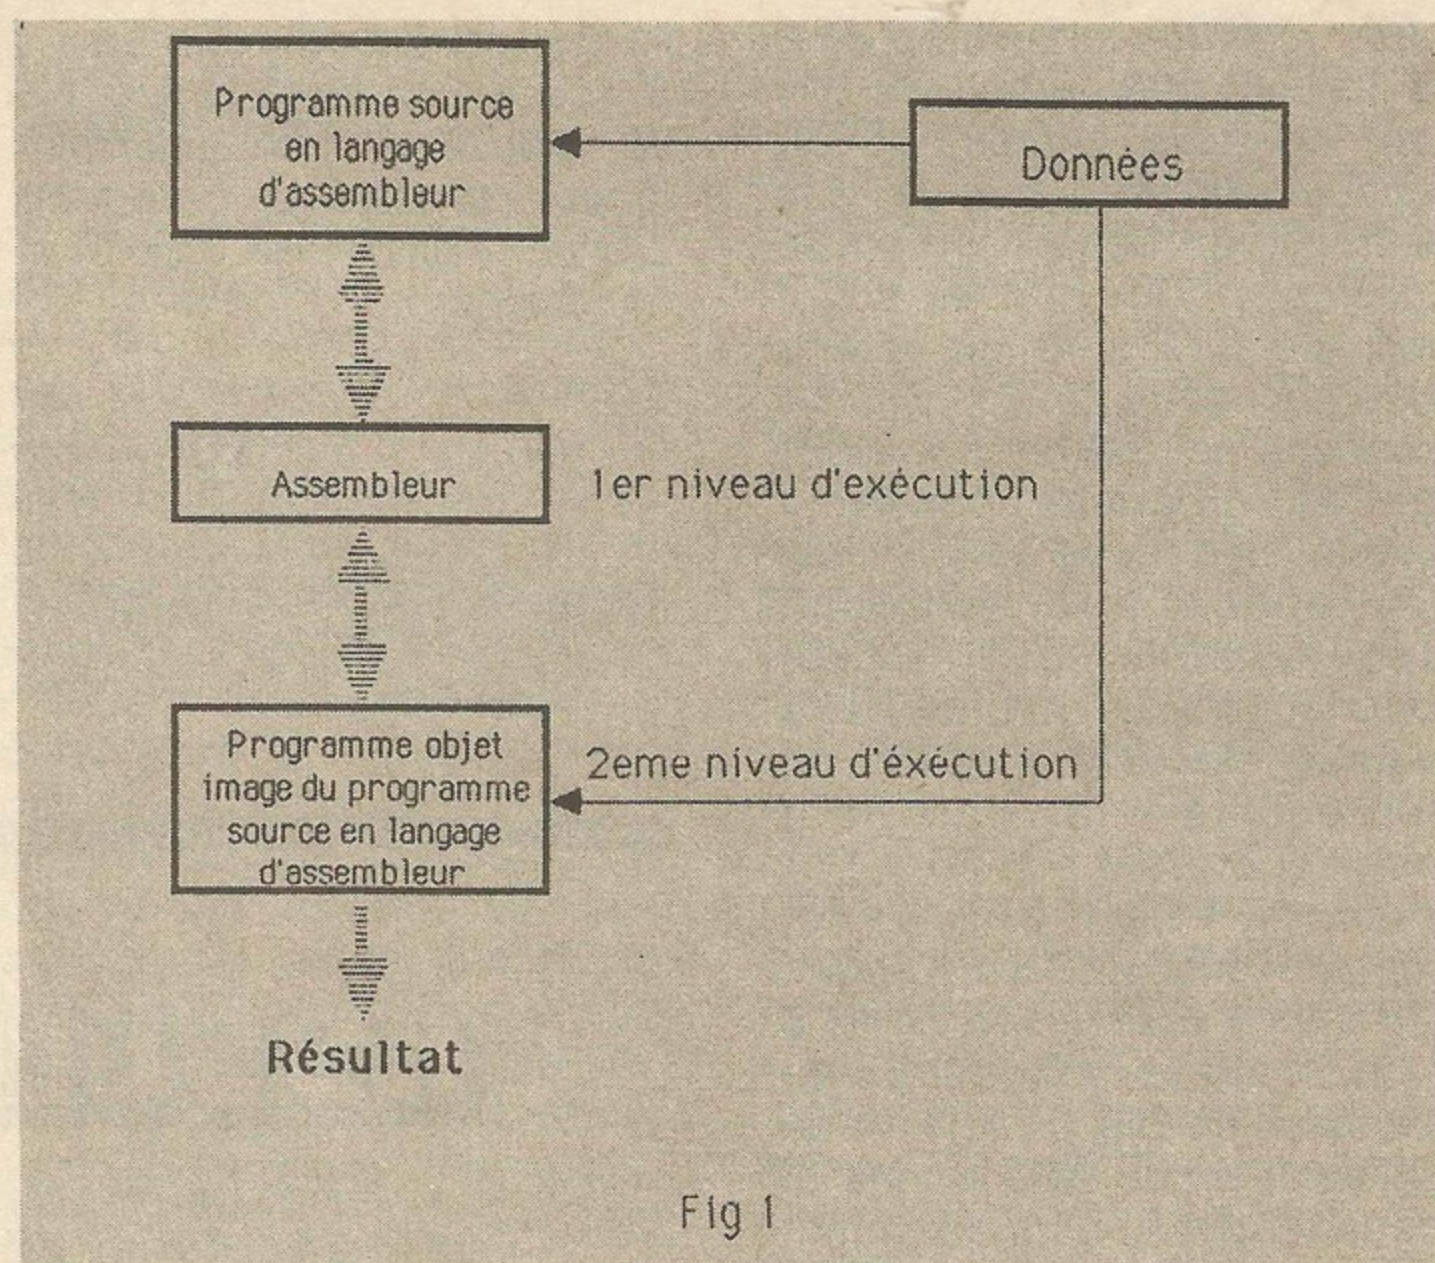 Programme source
en langage
d'assembleur
Données
Assembleur
1er niveau d'exécution
Programme objet
image du programme
source en langage
d'assembleur
2eme niveau d'éxécution
Résultat
Fig 1